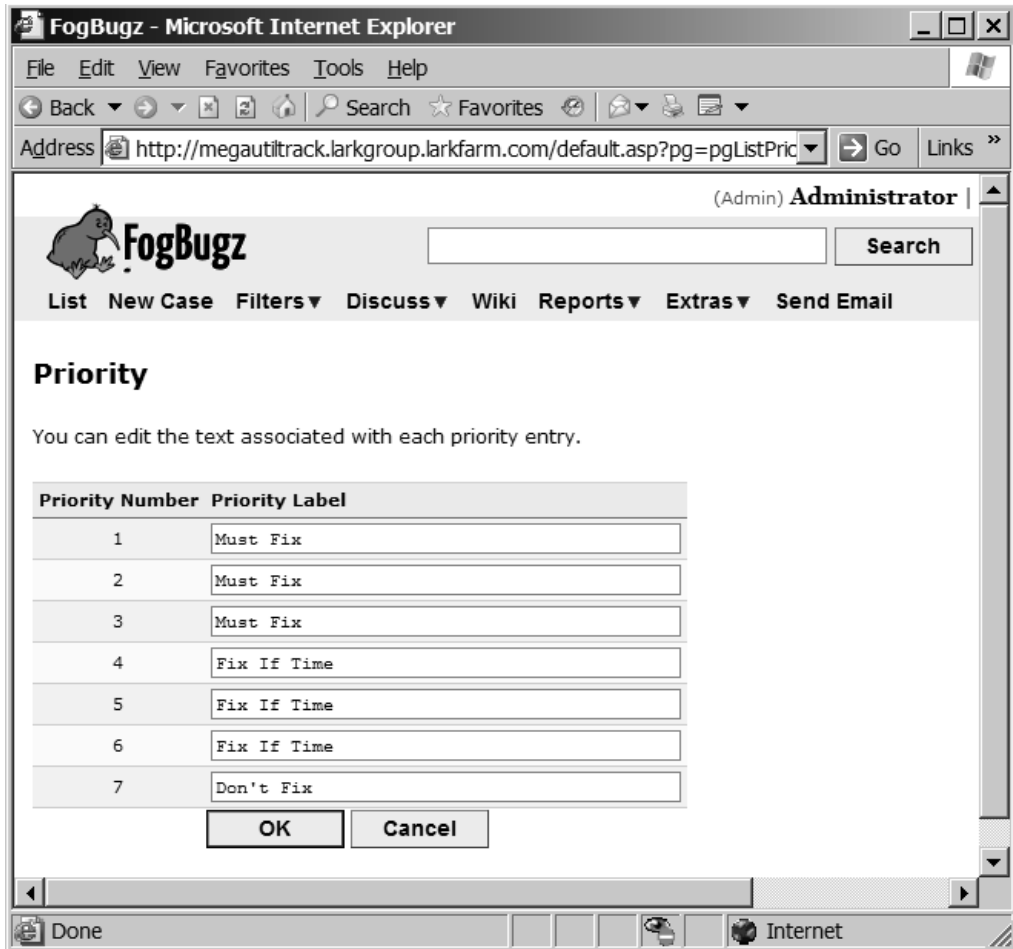 FogBugz - Microsoft Internet Explorer
File Edit View Favorites Tools Help
Back Search Favorites
Address http://megautiltrack.larkgroup.larkfarm.com/default.asp?pg=pgListPric Go Links »
(Admin) Administrator |
FogBugz Search
List New Case Filters▼ Discuss▼ Wiki Reports▼ Extras▼ Send Email
Priority
You can edit the text associated with each priority entry.
Priority Number Priority Label
1 Must Fix
2 Must Fix
3 Must Fix
4 Fix If Time
5 Fix If Time
6 Fix If Time
7 Don't Fix
OK Cancel
Done Internet